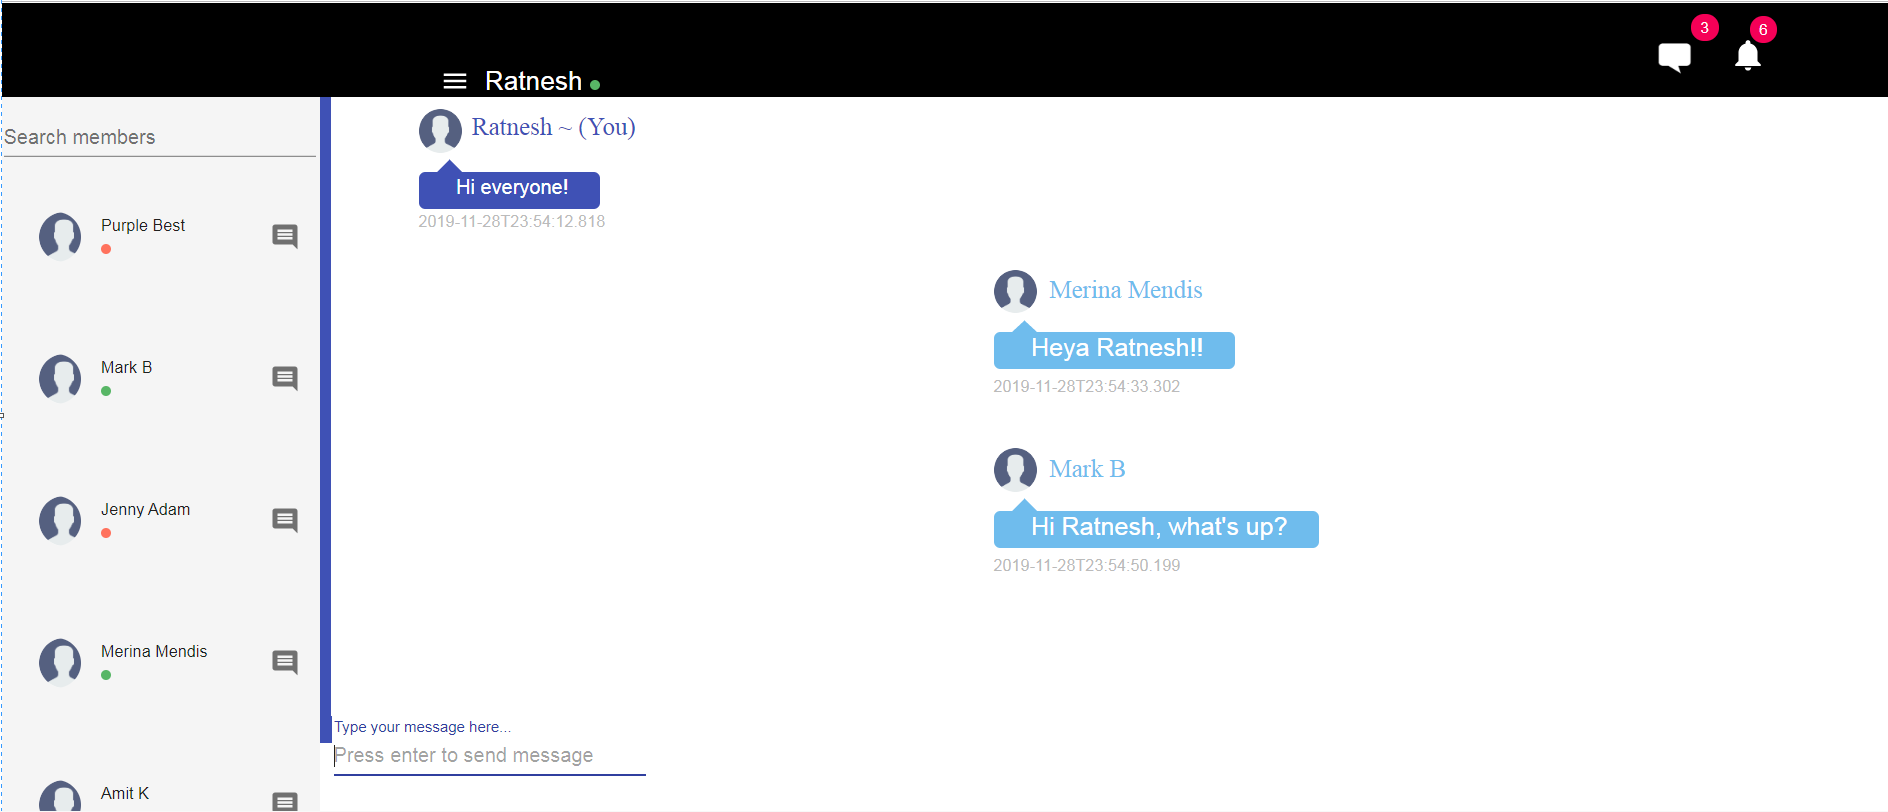 3
6
Ratnesh
Search members
Purple Best
Mark B
Jenny Adam
Merina Mendis
Amit K
Ratnesh ~ (You)
Hi everyone!
2019-11-28T23:54:12.818
Merina Mendis
Heya Ratnesh!!
2019-11-28T23:54:33.302
Mark B
Hi Ratnesh, what's up?
2019-11-28T23:54:50.199
Type your message here...
Press enter to send message